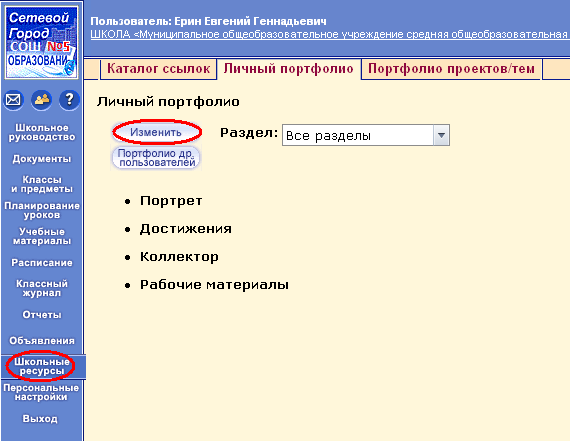 Сетевой
Город
СОШ №5
ОБРАЗОВАНИ
Пользователь: Ерин Евгений Геннадьевич
ШКОЛА «Муниципальное общеобразовательное учреждение средняя общеобразовательная
Каталог ссылок
Личный портфолио
Портфолио проектов/тем
?
Школьное
руководство
Документы
Классы
и предметы
Планирование
уроков
Учебные
материалы
Расписание
Классный
журнал
Отчеты
Объявления
Школьные
ресурсы
Персональные
настройки
Выход
Личный портфолио
Изменить
Раздел: Все разделы
Портфолио др.
пользователей
• Портрет
• Достижения
• Коллектор
• Рабочие материалы